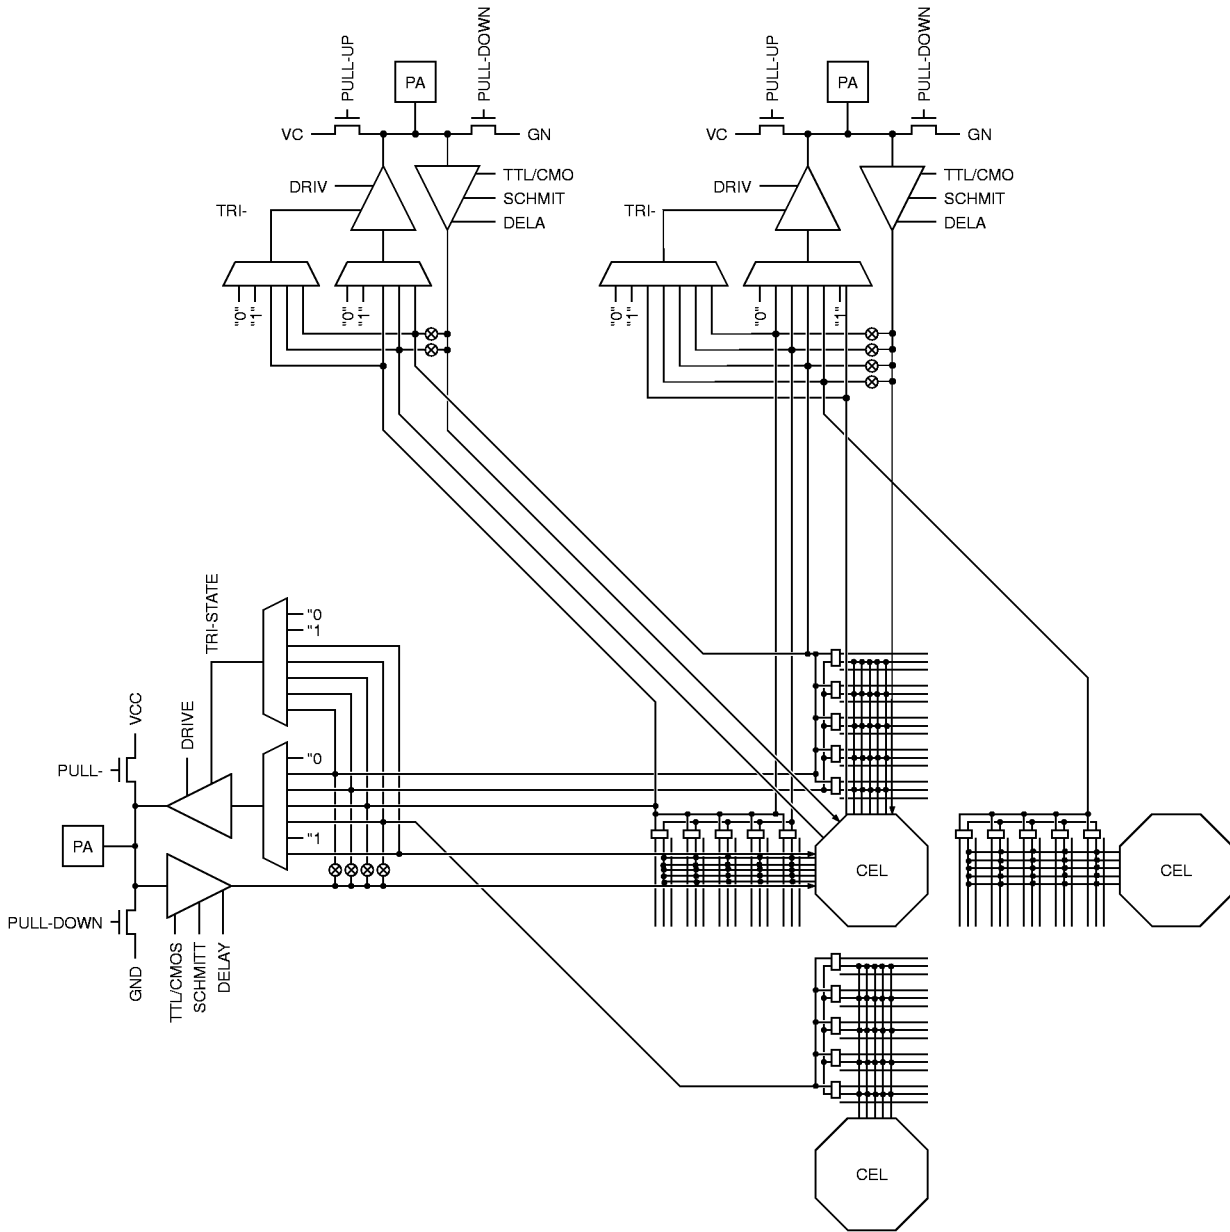 PULL-UP
PA
PULL-DOWN
VC
GN
DRIV
TTL/CMO
SCHMIT
DELA
TRI-
"0"
"1"
"0"
"1"
PULL-UP
PA
PULL-DOWN
VC
GN
DRIV
TTL/CMO
SCHMIT
DELA
TRI-
"0"
"1"
"0"
"1"
TRI-STATE
"0
"1
VCC
DRIVE
PULL-
"0
PA
"1
PULL-DOWN
GND
TTL/CMOS
SCHMITT
DELAY
CEL
CEL
CEL